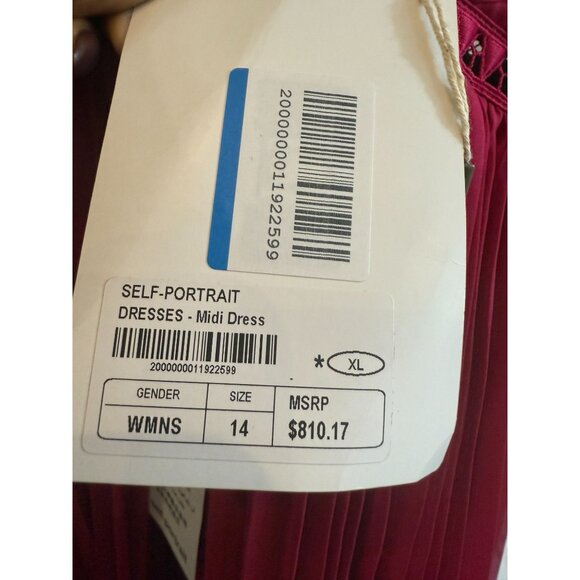 2000000011922599
SELF-PORTRAIT
DRESSES - Midi Dress
2000000011922599
* XL
GENDER SIZE MSRP
WMNS 14 $810.17